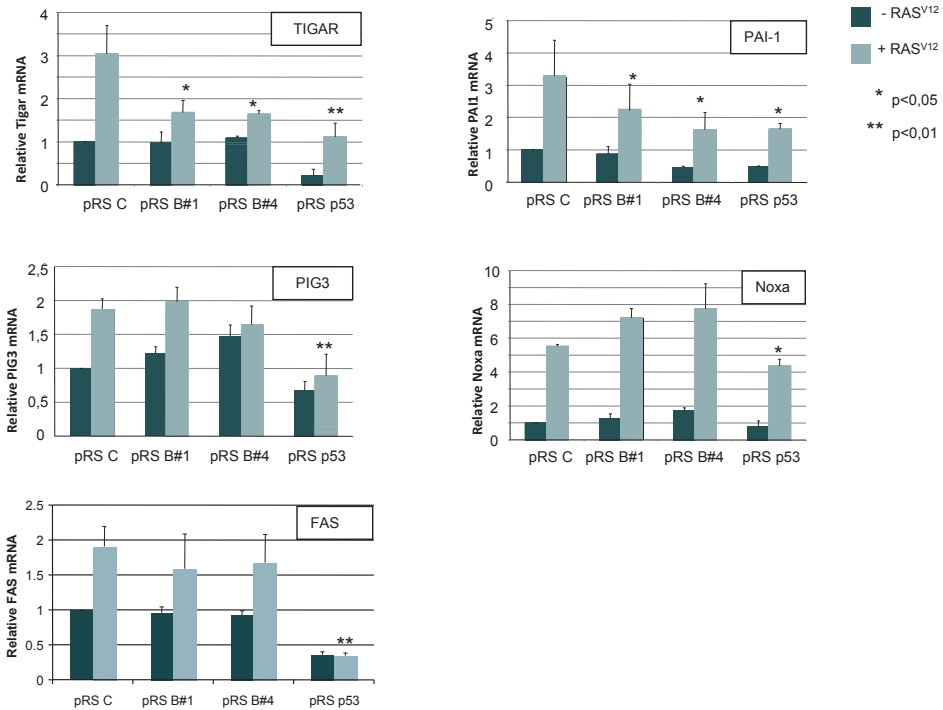 TIGAR
Relative Tigar mRNA
4
3
2
1
0
pRS C pRS B#1 pRS B#4 pRS p53
* * **
PAI-1
Relative PAI1 mRNA
5
4
3
2
1
0
pRS C pRS B#1 pRS B#4 pRS p53
* * *
- RASV12
+ RASV12
* p<0,05
** p<0,01
PIG3
Relative PIG3 mRNA
2,5
2
1,5
1
0,5
0
pRS C pRS B#1 pRS B#4 pRS p53
**
Noxa
Relative Noxa mRNA
10
8
6
4
2
0
pRS C pRS B#1 pRS B#4 pRS p53
*
FAS
Relative FAS mRNA
2.5
2
1.5
1
0.5
0
pRS C pRS B#1 pRS B#4 pRS p53
**